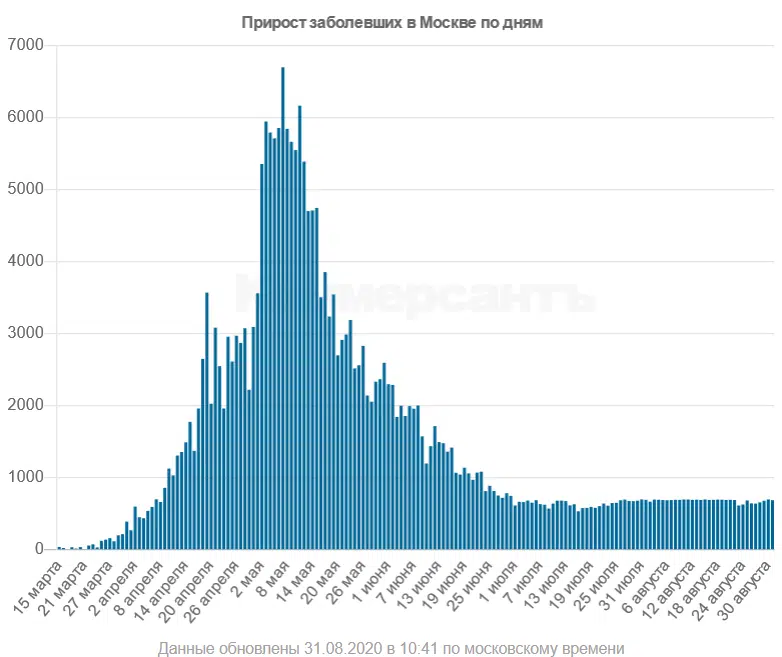 Прирост заболевших в Москве по дням
7000
6000
5000
4000
3000
2000
1000
0
Коммерсантъ
15 марта
21 марта
27 марта
2 апреля
8 апреля
14 апреля
20 апреля
26 апреля
2 мая
8 мая
14 мая
20 мая
26 мая
1 июня
7 июня
13 июня
19 июня
25 июня
1 июля
7 июля
13 июля
19 июля
25 июля
31 июля
6 августа
12 августа
18 августа
24 августа
30 августа
Данные обновлены 31.08.2020 в 10:41 по московскому времени